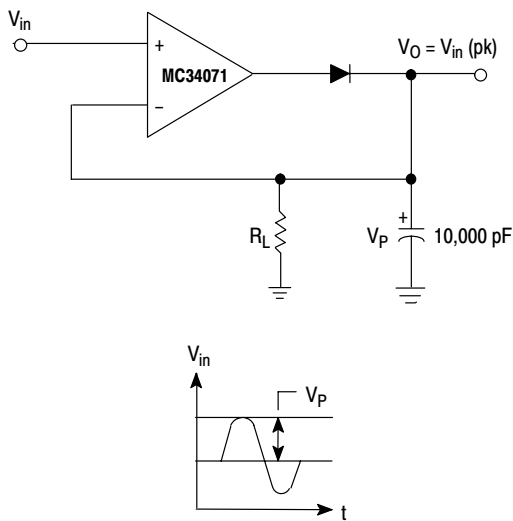 V_in
+
MC34071
−
V_O = V_in (pk)
R_L
+
V_P
10,000 pF
V_in
V_P
t